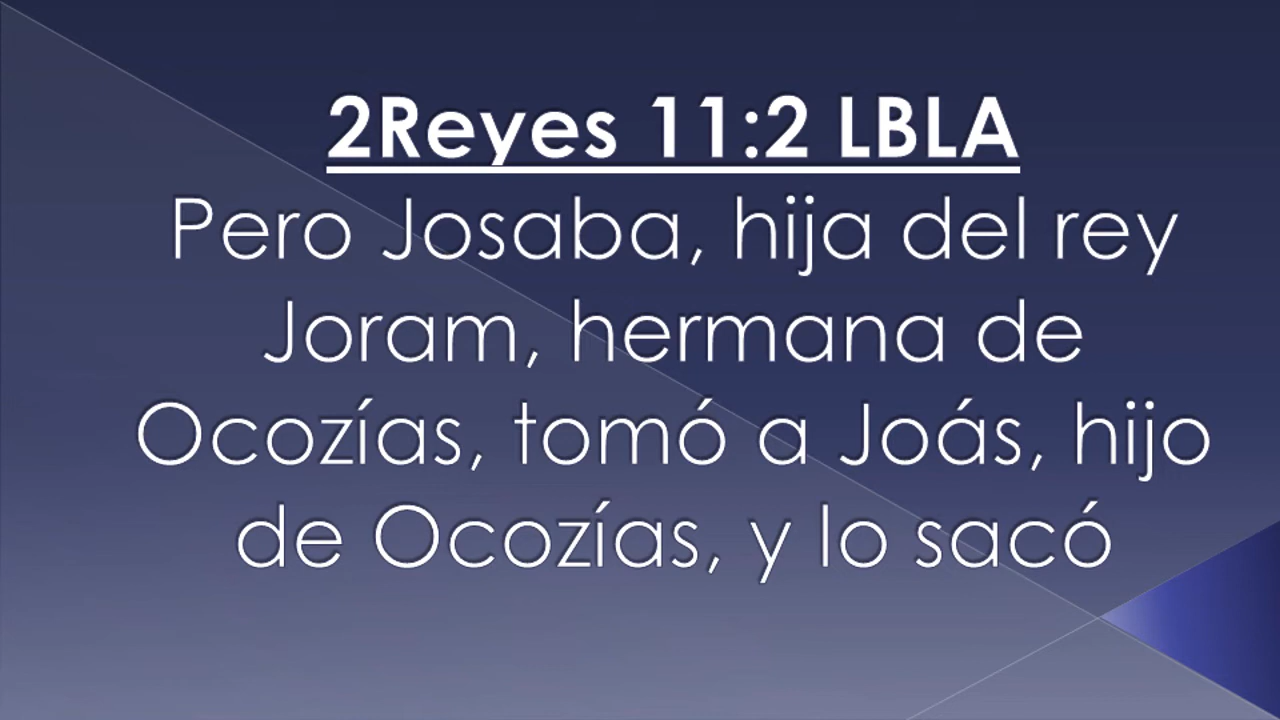 2Reyes 11:2 LBLA
Pero Josaba, hija del rey
Joram, hermana de
Ocozías, tomó a Joás, hijo
de Ocozías, y lo sacó